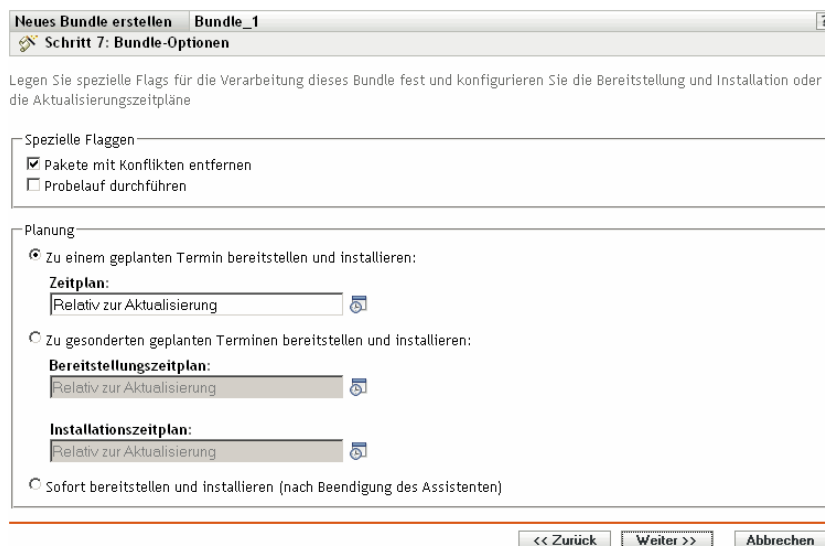 Neues Bundle erstellen Bundle_1
Schritt 7: Bundle-Optionen
Legen Sie spezielle Flags für die Verarbeitung dieses Bundle fest und konfigurieren Sie die Bereitstellung und Installation oder
die Aktualisierungszeitpläne
Spezielle Flaggen
Pakete mit Konflikten entfernen
Probelauf durchführen
Planung
Zu einem geplanten Termin bereitstellen und installieren:
Zeitplan:
Relativ zur Aktualisierung
Zu gesonderten geplanten Terminen bereitstellen und installieren:
Bereitstellungszeitplan:
Relativ zur Aktualisierung
Installationszeitplan:
Relativ zur Aktualisierung
Sofort bereitstellen und installieren (nach Beendigung des Assistenten)
<< Zurück Weiter >> Abbrechen